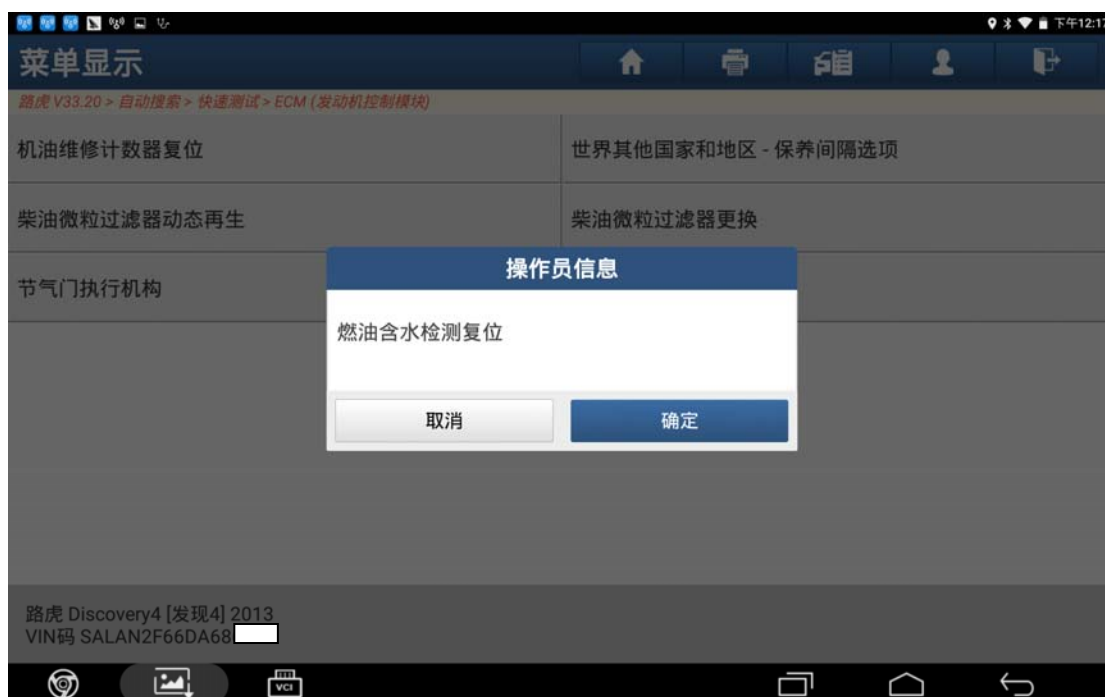 下午12:17
菜单显示
路虎 V33.20 > 自动搜索 > 快速测试 > ECM (发动机控制模块)
机油维修计数器复位
世界其他国家和地区 - 保养间隔选项
柴油微粒过滤器动态再生
柴油微粒过滤器更换
节气门执行机构
操作员信息
燃油含水检测复位
取消
确定
路虎 Discovery4 [发现4] 2013
VIN码 SALAN2F66DA68
VCI